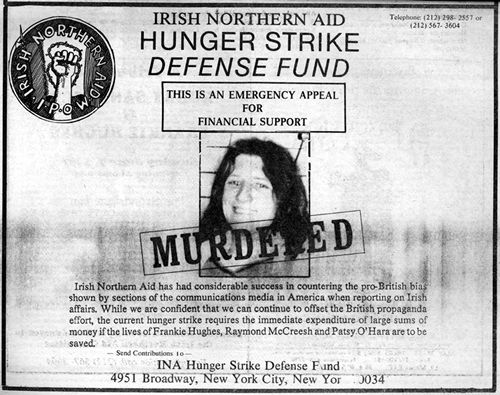 IRISH NORTHERN AID
Telephone: (212) 298-2557 or
(212) 567-3604
HUNGER STRIKE
DEFENSE FUND
IRISH NORTHERN AID
I.P.O.W
THIS IS AN EMERGENCY APPEAL
FOR
FINANCIAL SUPPORT
MURDERED
Irish Northern Aid has had considerable success in countering the pro-British bias
shown by sections of the communications media in America when reporting on Irish
affairs. While we are confident that we can continue to offset the British propaganda
effort, the current hunger strike requires the immediate expenditure of large sums of
money if the lives of Frankie Hughes, Raymond McCreesh and Patsy O'Hara are to be
saved.
— Send Contributions to —
INA Hunger Strike Defense Fund
4951 Broadway, New York City, New Yor 0034